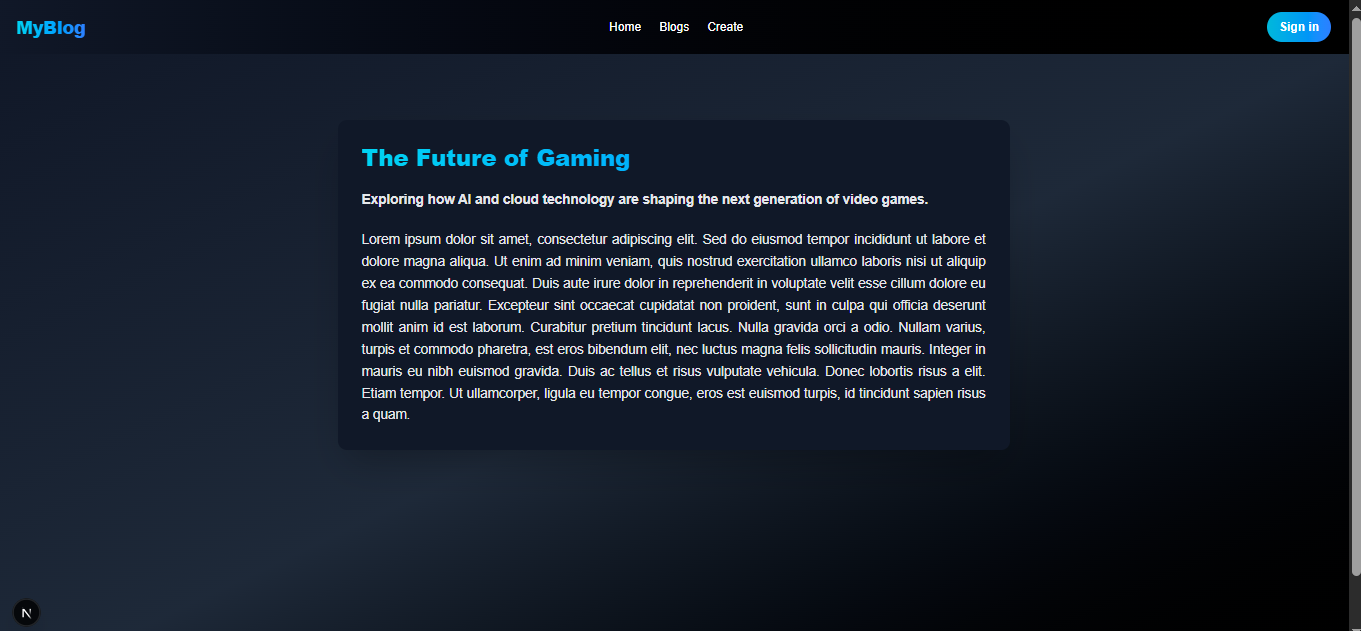 MyBlog
Home Blogs Create
Sign in
The Future of Gaming
Exploring how AI and cloud technology are shaping the next generation of video games.
Lorem ipsum dolor sit amet, consectetur adipiscing elit. Sed do eiusmod tempor incididunt ut labore et
dolore magna aliqua. Ut enim ad minim veniam, quis nostrud exercitation ullamco laboris nisi ut aliquip
ex ea commodo consequat. Duis aute irure dolor in reprehenderit in voluptate velit esse cillum dolore eu
fugiat nulla pariatur. Excepteur sint occaecat cupidatat non proident, sunt in culpa qui officia deserunt
mollit anim id est laborum. Curabitur pretium tincidunt lacus. Nulla gravida orci a odio. Nullam varius,
turpis et commodo pharetra, est eros bibendum elit, nec luctus magna felis sollicitudin mauris. Integer in
mauris eu nibh euismod gravida. Duis ac tellus et risus vulputate vehicula. Donec lobortis risus a elit.
Etiam tempor. Ut ullamcorper, ligula eu tempor congue, eros est euismod turpis, id tincidunt sapien risus
a quam.
N